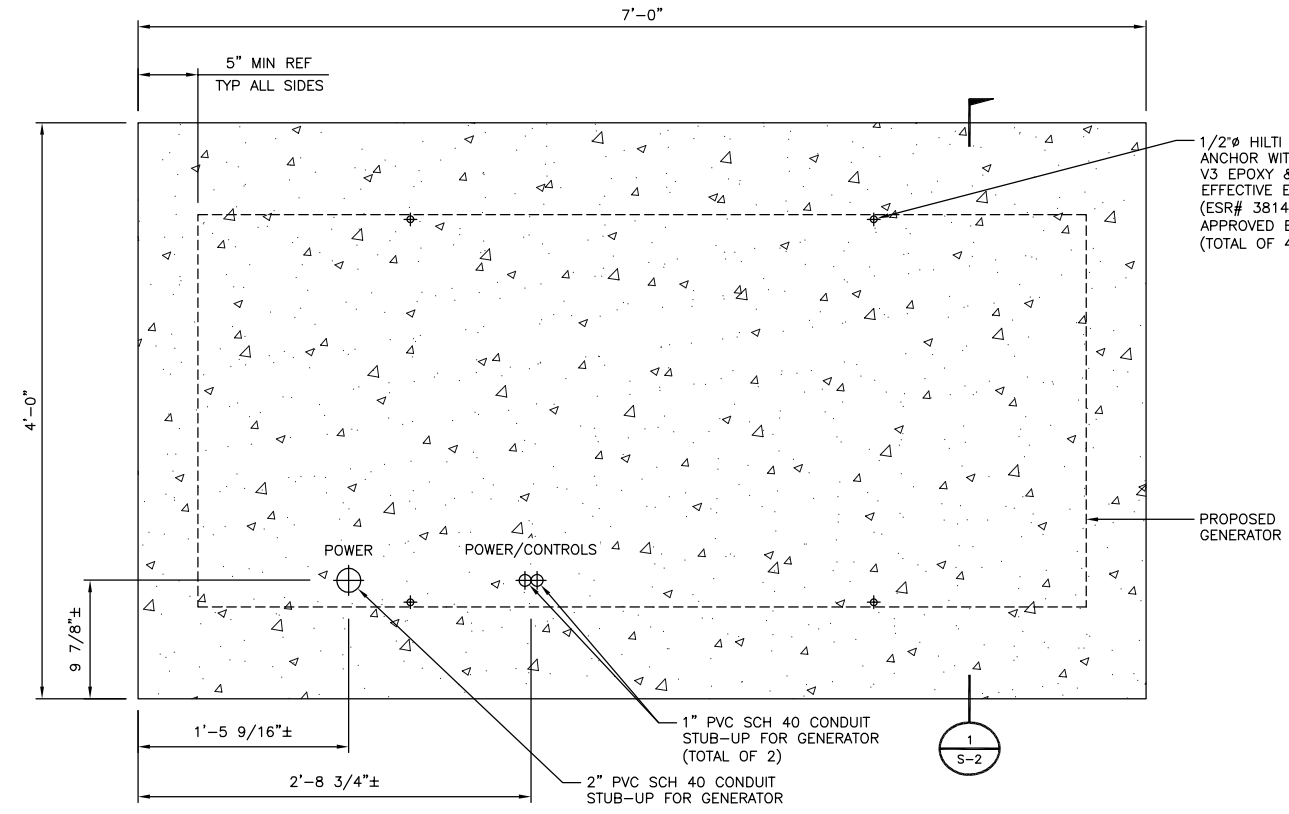 7'-0"
5" MIN REF
TYP ALL SIDES
1/2"ø HILTI
ANCHOR
V3 EPOXY &
EFFECTIVE
(ESR# 3814
APPROVED
(TOTAL OF 4
4'-0"
PROPOSED
GENERATOR
POWER
POWER/CONTROLS
9 7/8"±
1'-5 9/16"±
2'-8 3/4"±
1" PVC SCH 40 CONDUIT
STUB-UP FOR GENERATOR
(TOTAL OF 2)
2" PVC SCH 40 CONDUIT
STUB-UP FOR GENERATOR
1
S-2